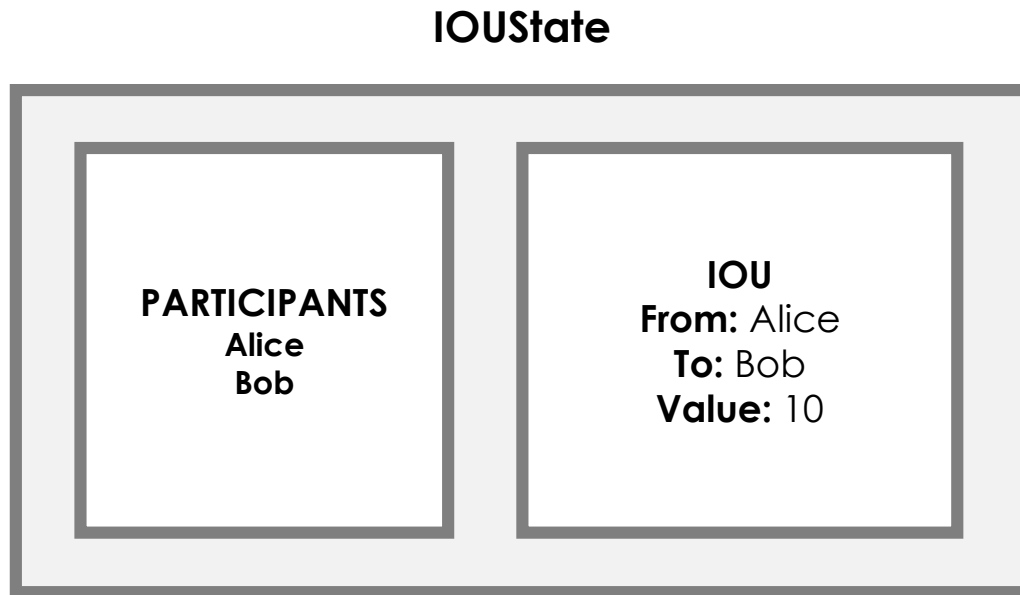 IOUState
PARTICIPANTS
Alice
Bob
IOU
From: Alice
To: Bob
Value: 10